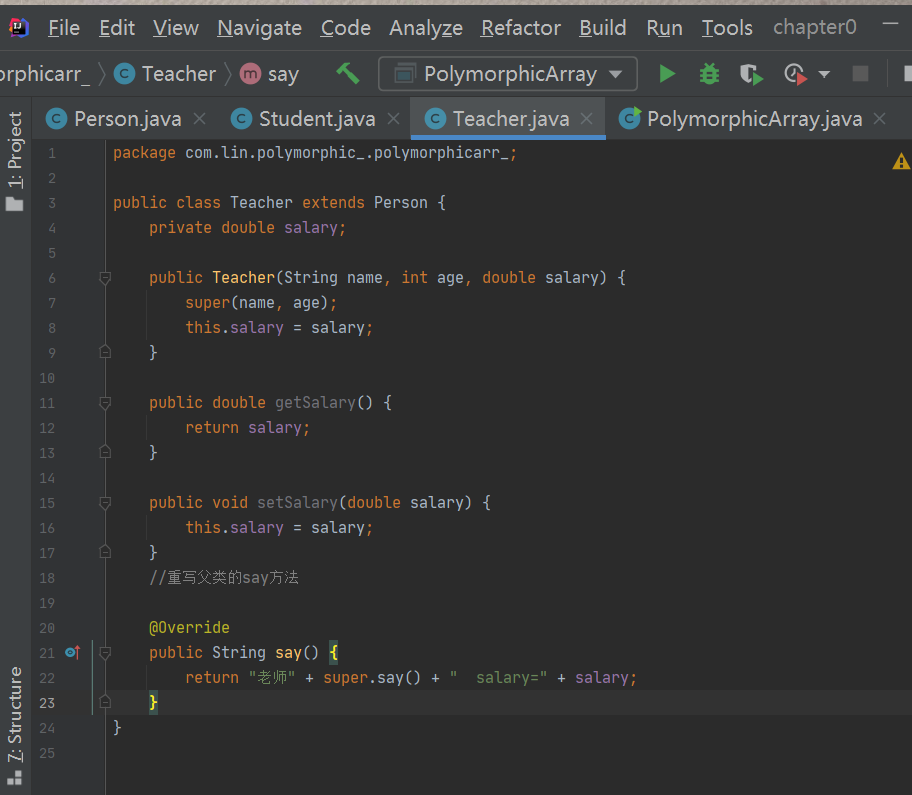 File Edit View Navigate Code Analyze Refactor Build Run Tools chapter0
orphicarr_ Teacher say PolymorphicArray
Person.java Student.java Teacher.java PolymorphicArray.java
1: Project
7: Structure
1 package com.lin.polymorphic_.polymorphicarr_;
2
3 public class Teacher extends Person {
4     private double salary;
5
6     public Teacher(String name, int age, double salary) {
7         super(name, age);
8         this.salary = salary;
9     }
10
11     public double getSalary() {
12         return salary;
13     }
14
15     public void setSalary(double salary) {
16         this.salary = salary;
17     }
18     //重写父类的say方法
19
20     @Override
21     public String say() {
22         return "老师" + super.say() + "  salary=" + salary;
23     }
24 }
25